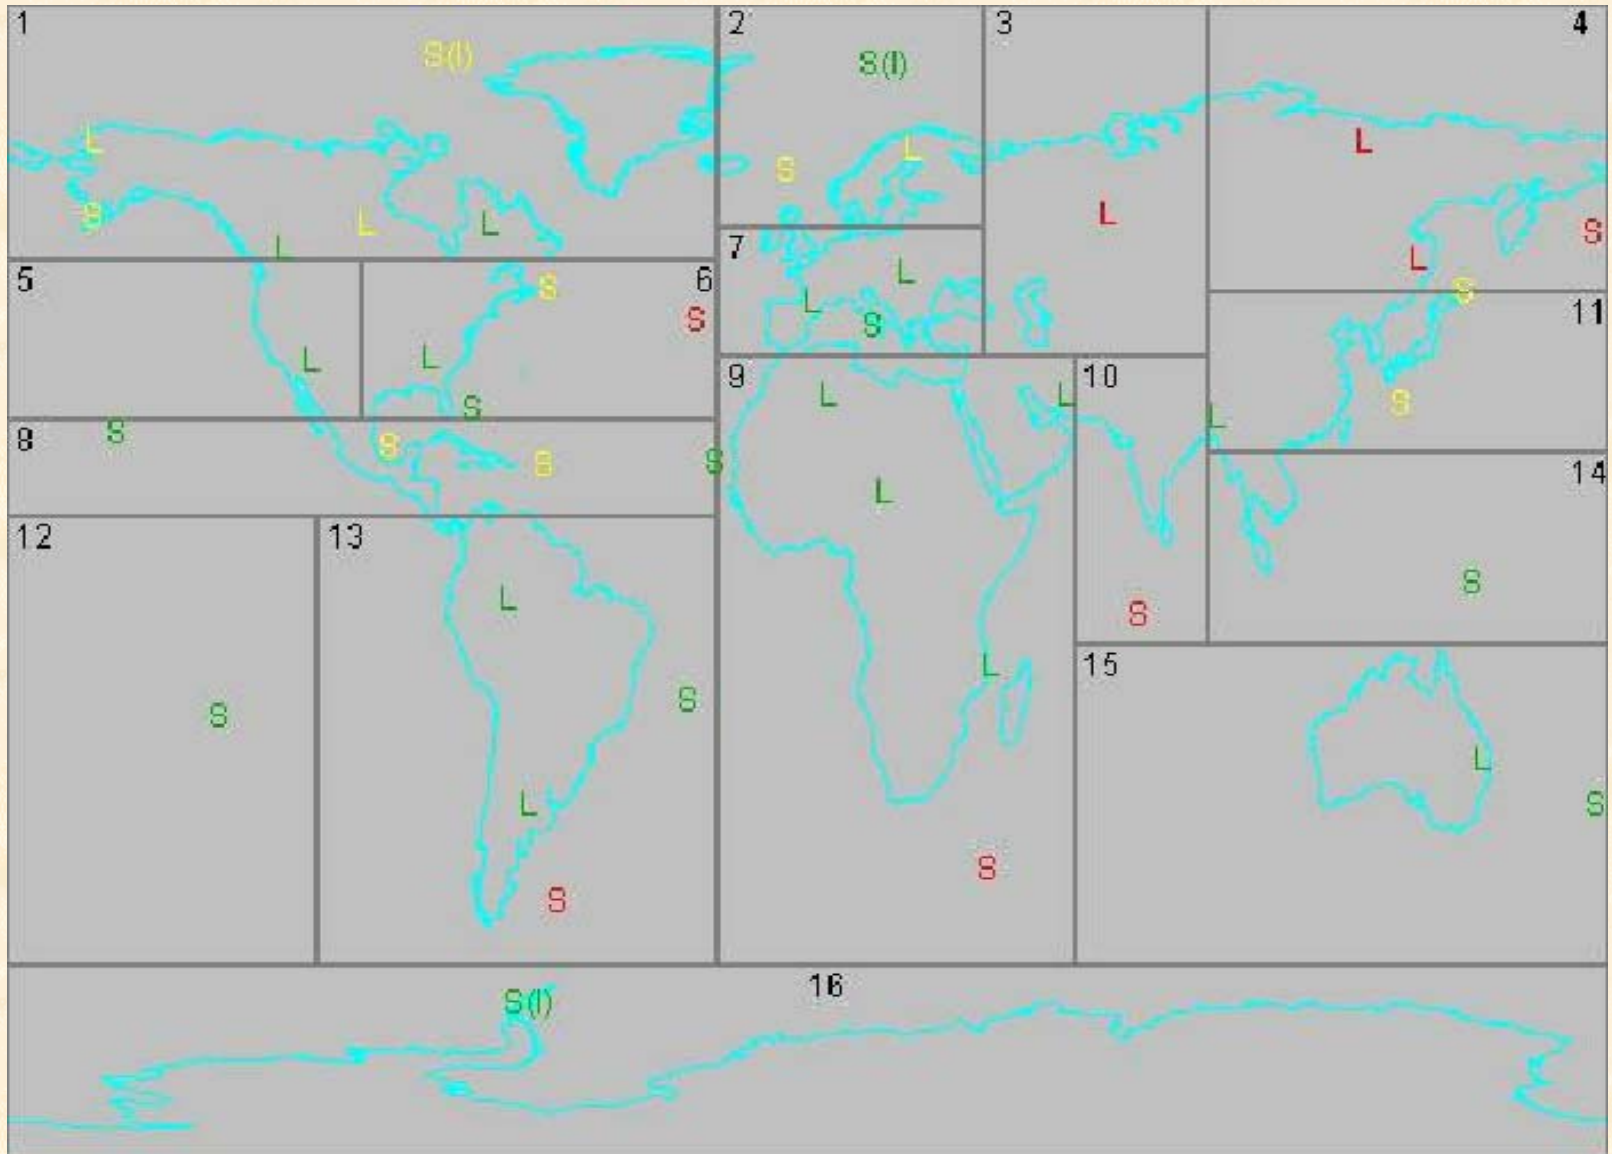 1 2 3 4
S(I) S(I)
L L L
S L
L L L S
S L L
5 6 7 11
S L S
S L
L L S
S L
9 10
L L L
8 S S
S S S
14
L
12 13
L S
S
L
15
S S
L
L S
S
S
16
S(I)